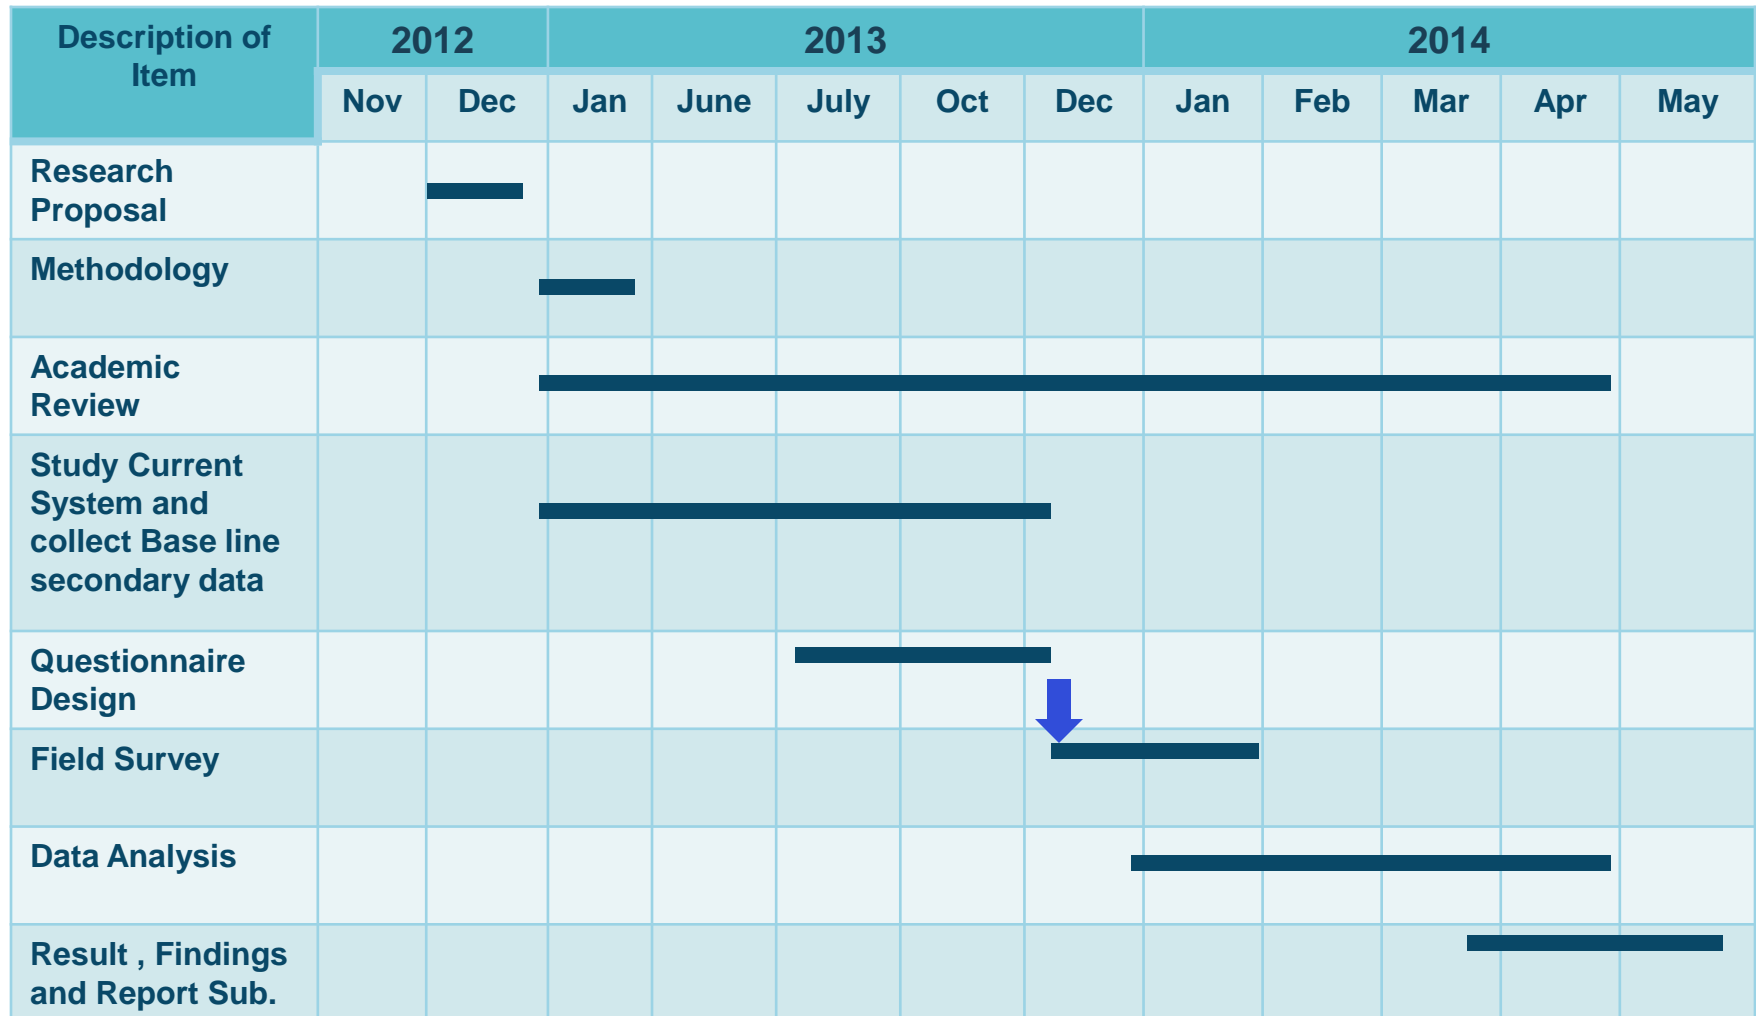 Description of
Item
2012
2013
2014
Nov
Dec
Jan
June
July
Oct
Dec
Jan
Feb
Mar
Apr
May
Research
Proposal
Methodology
Academic
Review
Study Current
System and
collect Base line
secondary data
Questionnaire
Design
Field Survey
Data Analysis
Result , Findings
and Report Sub.